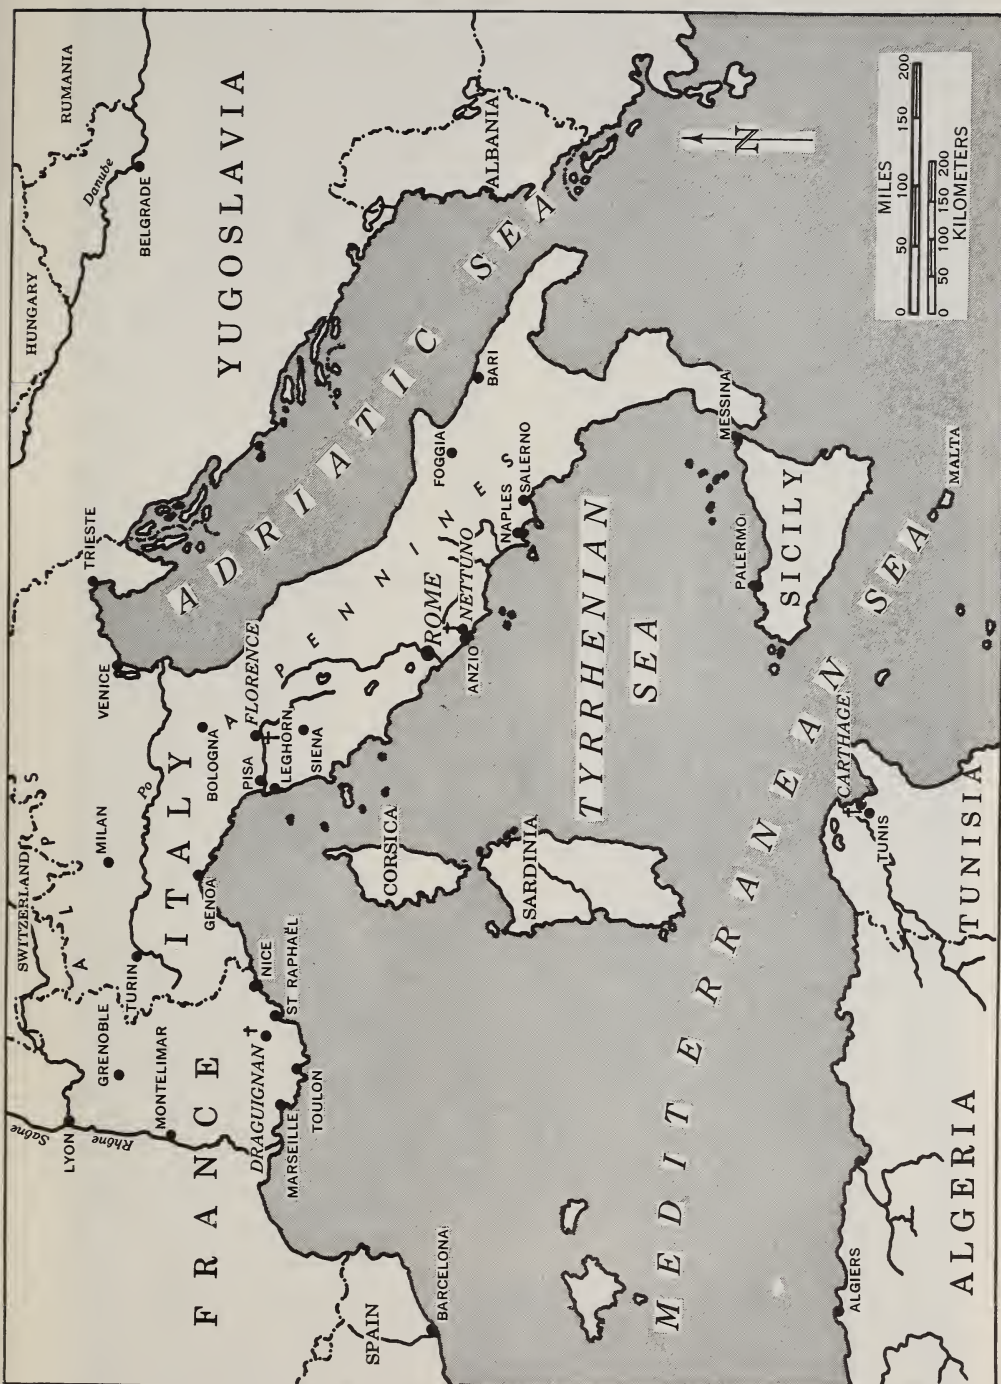 Saône
SWITZERLAND
HUNGARY
RUMANIA
A L P S
LYON
GRENOBLE
MILAN
TRIESTE
Danube
Rhône
VENICE
TURIN
Po
BELGRADE
MONTELIMAR
ITALY
FRANCE
GENOA
BOLOGNA
YUGOSLAVIA
ADRIATIC SEA
DRAGUIGNAN
NICE
PISA
FLORENCE
LEGHORN
ST RAPHAËL
MARSEILLE
TOULON
SIENA
APENNINES
SPAIN
CORSICA
ROME
FOGGIA
ALBANIA
BARCELONA
NETTUNO
ANZIO
NAPLES
SALERNO
BARI
SARDINIA
TYRRHENIAN
SEA
MESSINA
N
PALERMO
SICILY
MEDITERRANEAN SEA
CARTHAGE
TUNIS
MALTA
ALGIERS
ALGERIA
TUNISIA
MILES
0 50 100 150 200
0 50 100 150 200
KILOMETERS